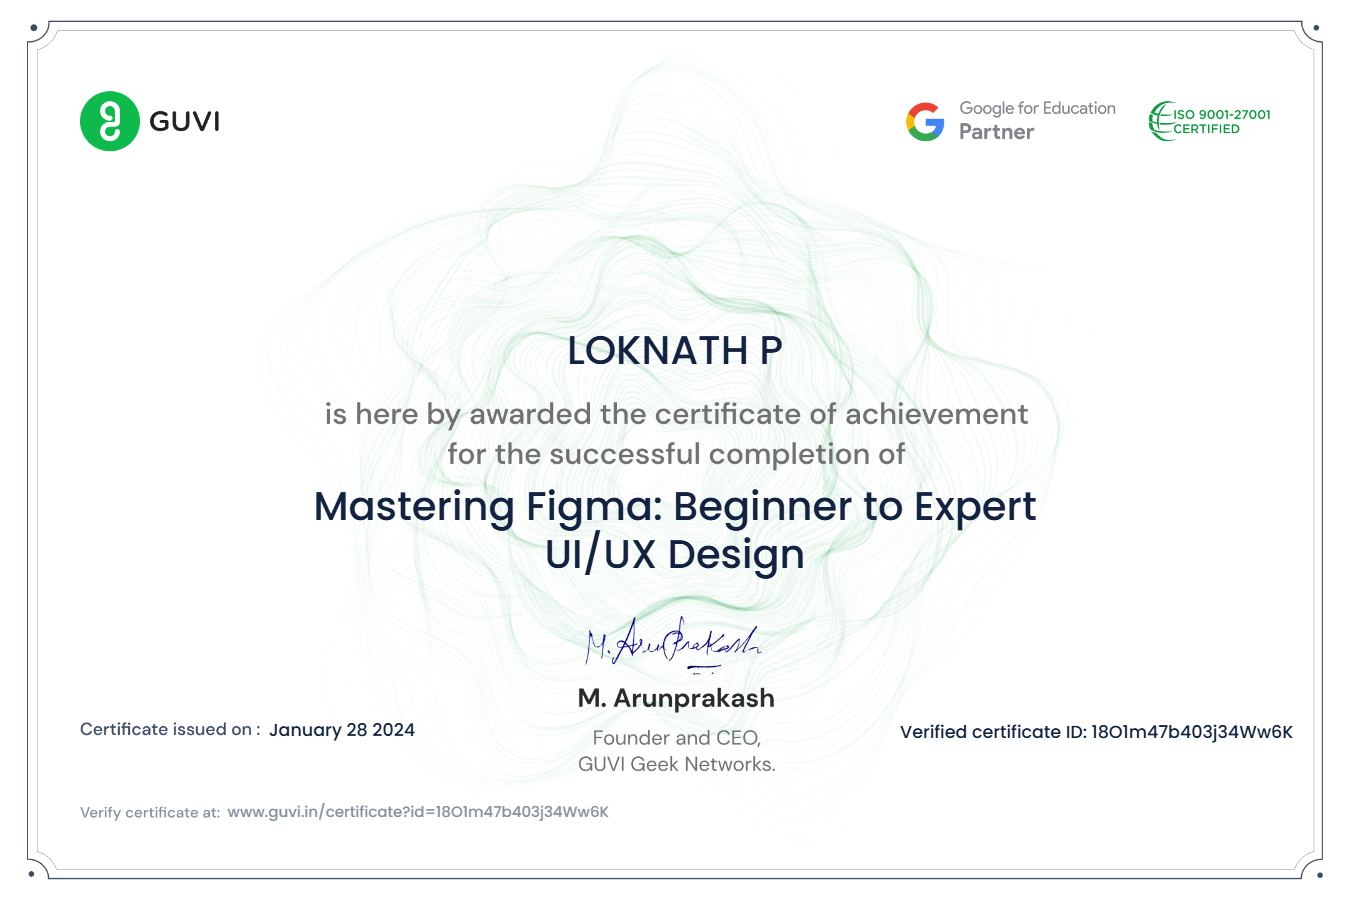 GUVI
Google for Education
Partner
ISO 9001-27001
CERTIFIED
LOKNATH P
is here by awarded the certificate of achievement
for the successful completion of
Mastering Figma: Beginner to Expert
UI/UX Design
M. Arunprakash
M. Arunprakash
Founder and CEO,
GUVI Geek Networks.
Certificate issued on : January 28 2024
Verified certificate ID: 18O1m47b403j34Ww6K
Verify certificate at: www.guvi.in/certificate?id=18O1m47b403j34Ww6K